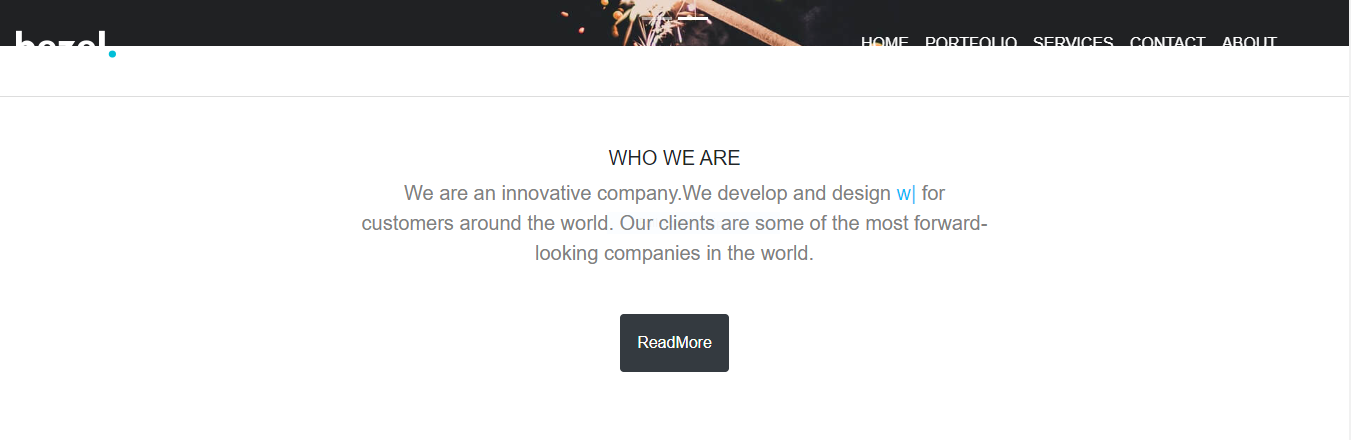 bezel.
HOME PORTFOLIO SERVICES CONTACT ABOUT
WHO WE ARE
We are an innovative company.We develop and design w| for
customers around the world. Our clients are some of the most forward-
looking companies in the world.
ReadMore